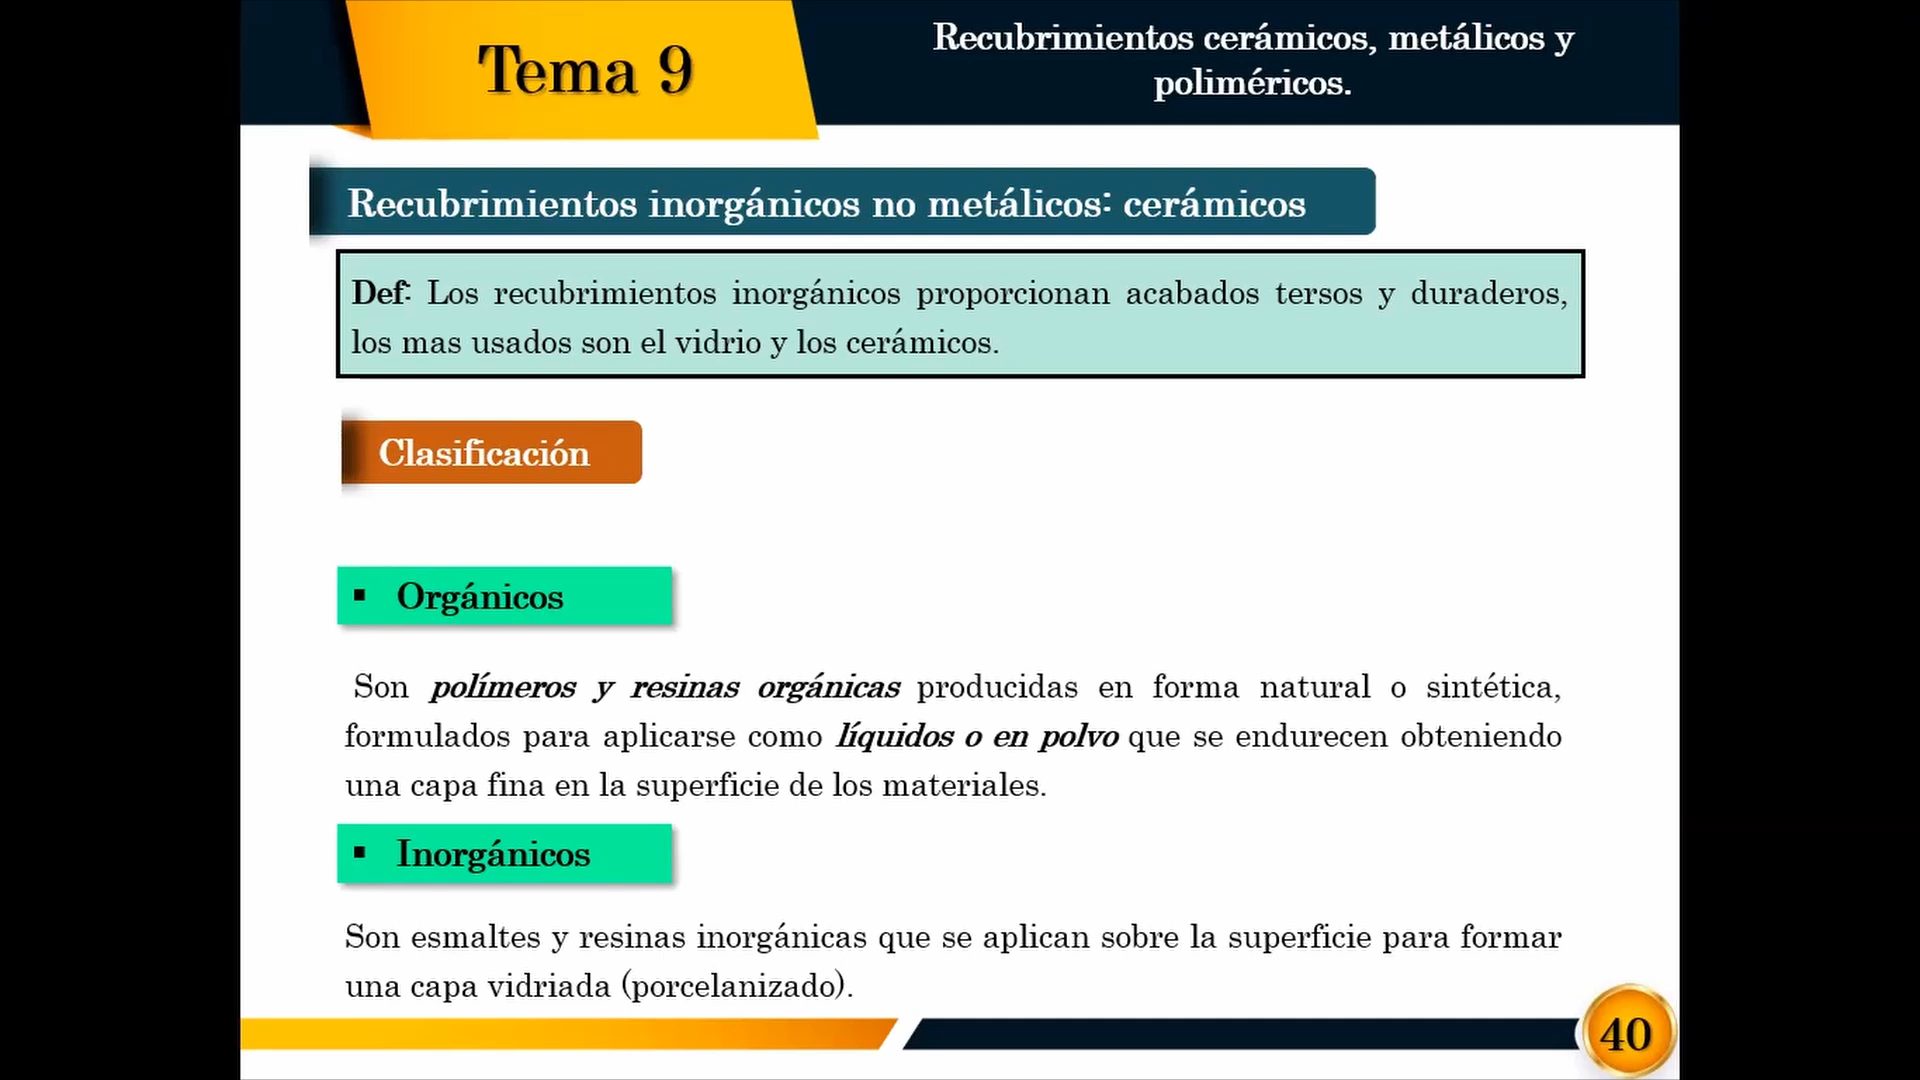 Tema 9
Recubrimientos cerámicos, metálicos y
poliméricos.
Recubrimientos inorgánicos no metálicos: cerámicos
Def: Los recubrimientos inorgánicos proporcionan acabados tersos y duraderos,
los mas usados son el vidrio y los cerámicos.
Clasificación
▪ Orgánicos
Son polímeros y resinas orgánicas producidas en forma natural o sintética,
formulados para aplicarse como líquidos o en polvo que se endurecen obteniendo
una capa fina en la superficie de los materiales.
▪ Inorgánicos
Son esmaltes y resinas inorgánicas que se aplican sobre la superficie para formar
una capa vidriada (porcelanizado).
40